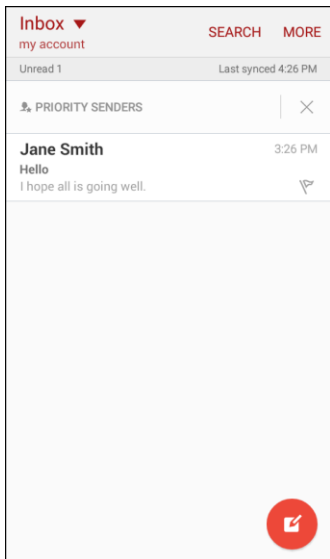 Inbox
SEARCH MORE
my account
Unread 1 Last synced 4:26 PM
PRIORITY SENDERS
Jane Smith 3:26 PM
Hello
I hope all is going well.